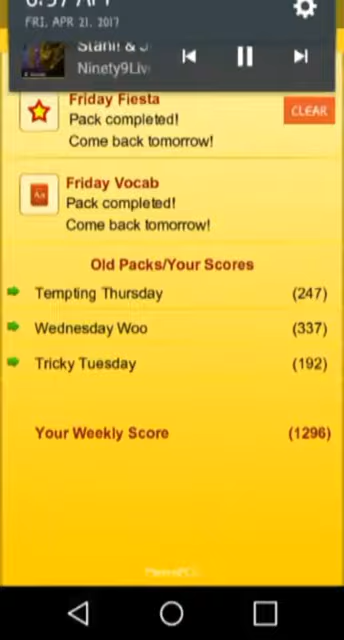 FRI, APR 21, 2017
Ninety9Liv
Friday Fiesta
Pack completed!
CLEAR
Come back tomorrow!
Friday Vocab
Pack completed!
Come back tomorrow!
Old Packs/Your Scores
Tempting Thursday (247)
Wednesday Woo (337)
Tricky Tuesday (192)
Your Weekly Score (1296)